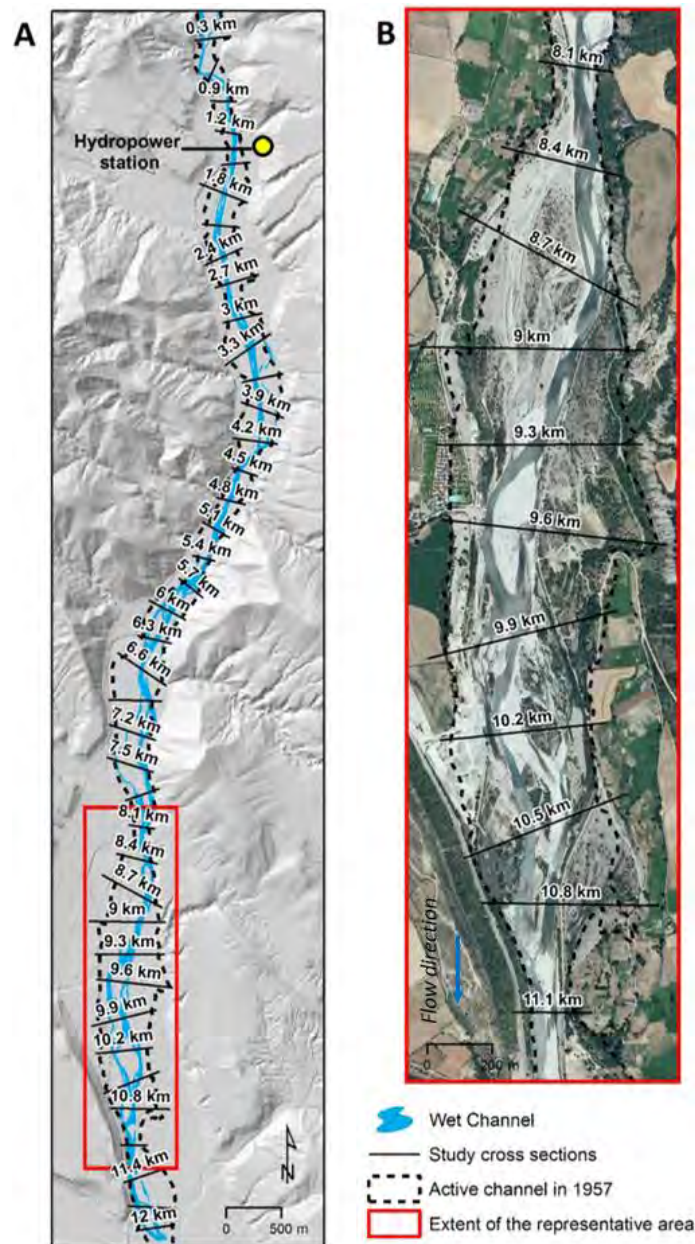 A
0.3 km
0.9 km
1.2 km
Hydropower
station
1.8 km
2.4 km
2.7 km
3 km
3.3 km
3.9 km
4.2 km
4.5 km
4.8 km
5.1 km
5.4 km
5.7 km
6 km
6.3 km
6.6 km
7.2 km
7.5 km
8.1 km
8.4 km
8.7 km
9 km
9.3 km
9.6 km
9.9 km
10.2 km
10.8 km
11.4 km
12 km
N
0 500 m
B
8.1 km
8.4 km
8.7 km
9 km
9.3 km
9.6 km
9.9 km
10.2 km
10.5 km
10.8 km
11.1 km
Flow direction
0 200 m
Wet Channel
Study cross sections
Active channel in 1957
Extent of the representative area